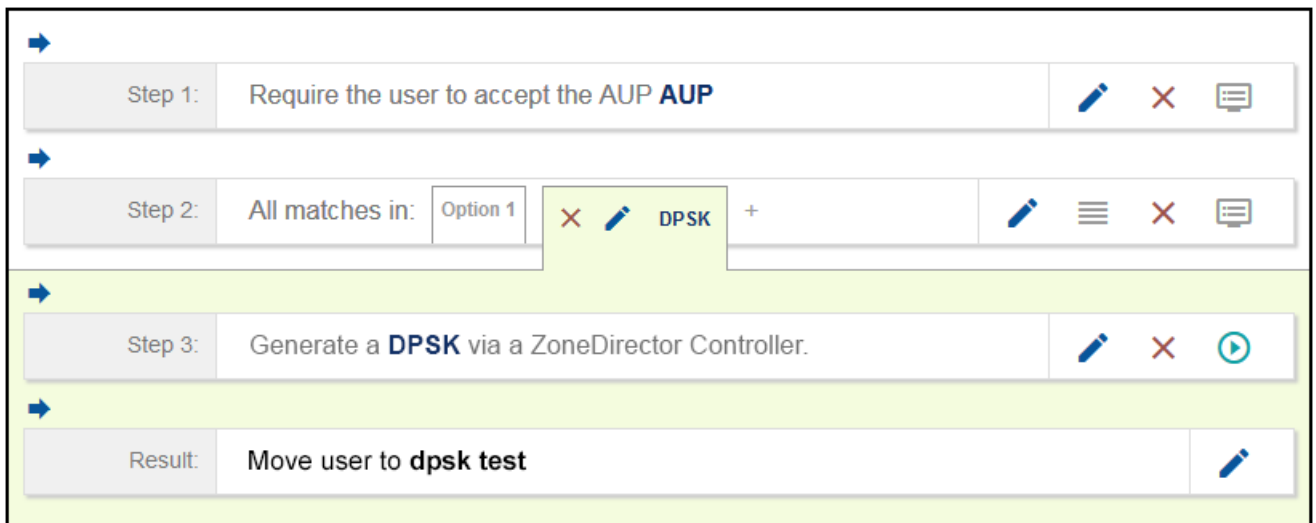 Step 1: Require the user to accept the AUP AUP
Step 2: All matches in: Option 1 DPSK +
Step 3: Generate a DPSK via a ZoneDirector Controller.
Result: Move user to dpsk test